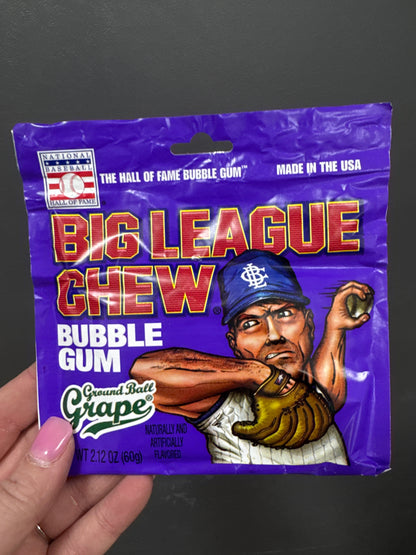 NATIONAL
BASEBALL
HALL OF FAME
THE HALL OF FAME BUBBLE GUM™
MADE IN THE USA
BIG LEAGUE
CHEW®
BLC
BUBBLE
GUM
Ground Ball
Grape®
NATURALLY AND
ARTIFICIALLY
FLAVORED
WT 2.12 OZ (60g)